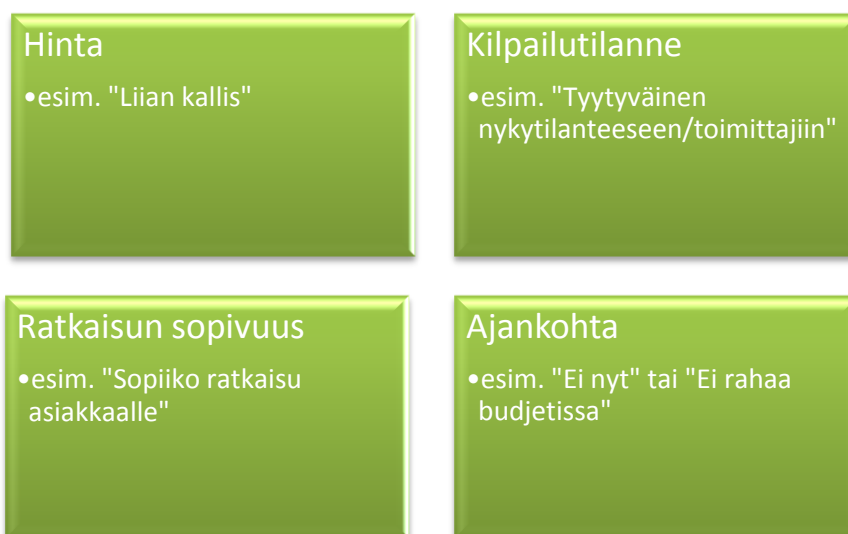 Hinta
•esim. "Liian kallis"
Kilpailutilanne
•esim. "Tyytyväinen
nykytilanteeseen/toimittajiin"
Ratkaisun sopivuus
•esim. "Sopiiko ratkaisu
asiakkaalle"
Ajankohta
•esim. "Ei nyt" tai "Ei rahaa
budjetissa"